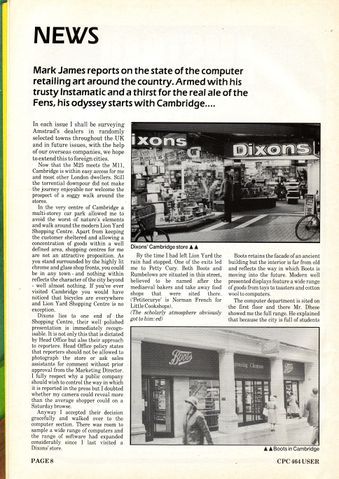 NEWS
Mark James reports on the state of the computer
retailing art around the country. Armed with his
trusty Instamatic and a thirst for the real ale of the
Fens, his odyssey starts with Cambridge....
In each issue I shall be surveying
Amstrad's dealers in randomly
selected towns throughout the UK
and in future issues, with the help
of our overseas companies, we hope
to extend this to foreign cities.
Now that the M25 meets the M11,
Cambridge is within easy access for me
and most other London dwellers. Still
the torrential downpour did not make
the journey enjoyable nor welcome the
prospect of a soggy walk around the
stores.
In the very centre of Cambridge a
multi-storey car park allowed me to
avoid the worst of nature's elements
and walk around the modern Lion Yard
Shopping Centre. Apart from keeping
the customer sheltered and allowing a
concentration of goods within a well
defined area, shopping centres for me
are not an attractive proposition. As
you stand surrounded by the highly lit
chrome and glass shop fronts, you could
be in any town - and nothing within
reflects the character of the city beyond
- well almost nothing. If you've ever
visited Cambridge you would have
noticed that bicycles are everywhere
and Lion Yard Shopping Centre is no
exception.
Dixons lies to one end of the
Shopping Centre, their well polished
presentation is immediately recogn-
isable. It is not only this that is dictated
by Head Office but also their approach
to reporters. Head Office policy states
that reporters should not be allowed to
photograph the store or ask sales
assistants for comment without prior
approval from the Marketing Director.
I fully respect why a public company
should wish to control the way in which
it is reported in the press but I doubted
whether my camera could reveal more
than the average shopper could on a
Saturday browse.
Anyway I accepted their decision
gracefully and walked over to the
computer section. There was room to
sample a wide range of computers and
the range of software had expanded
considerably since I last visited a
Dixons' store.
ixons
Dixons
Dixons' Cambridge store ▲▲
By the time I had left Lion Yard the
rain had stopped. One of the exits led
me to Petty Cury. Both Boots and
Rumbelows are situated in this street,
believed to be named after the
mediaeval bakers and take away food
shops that were sited there
('Petitecurye' is Norman French for
Little Cookshops).
(The scholarly atmosphere obviously
got to him: ed)
Boots retains the facade of an ancient
building but the interior is far from old
and reflects the way in which Boots is
moving into the future. Modern well
presented displays feature a wide range
of goods from toys to toasters and cotton
wool to computers.
The computer department is sited on
the first floor and there Mr. Dhese
showed me the full range. He explained
that because the city is full of students
Boots
▲▲Boots in Cambridge
PAGE 8
CPC 464 USER